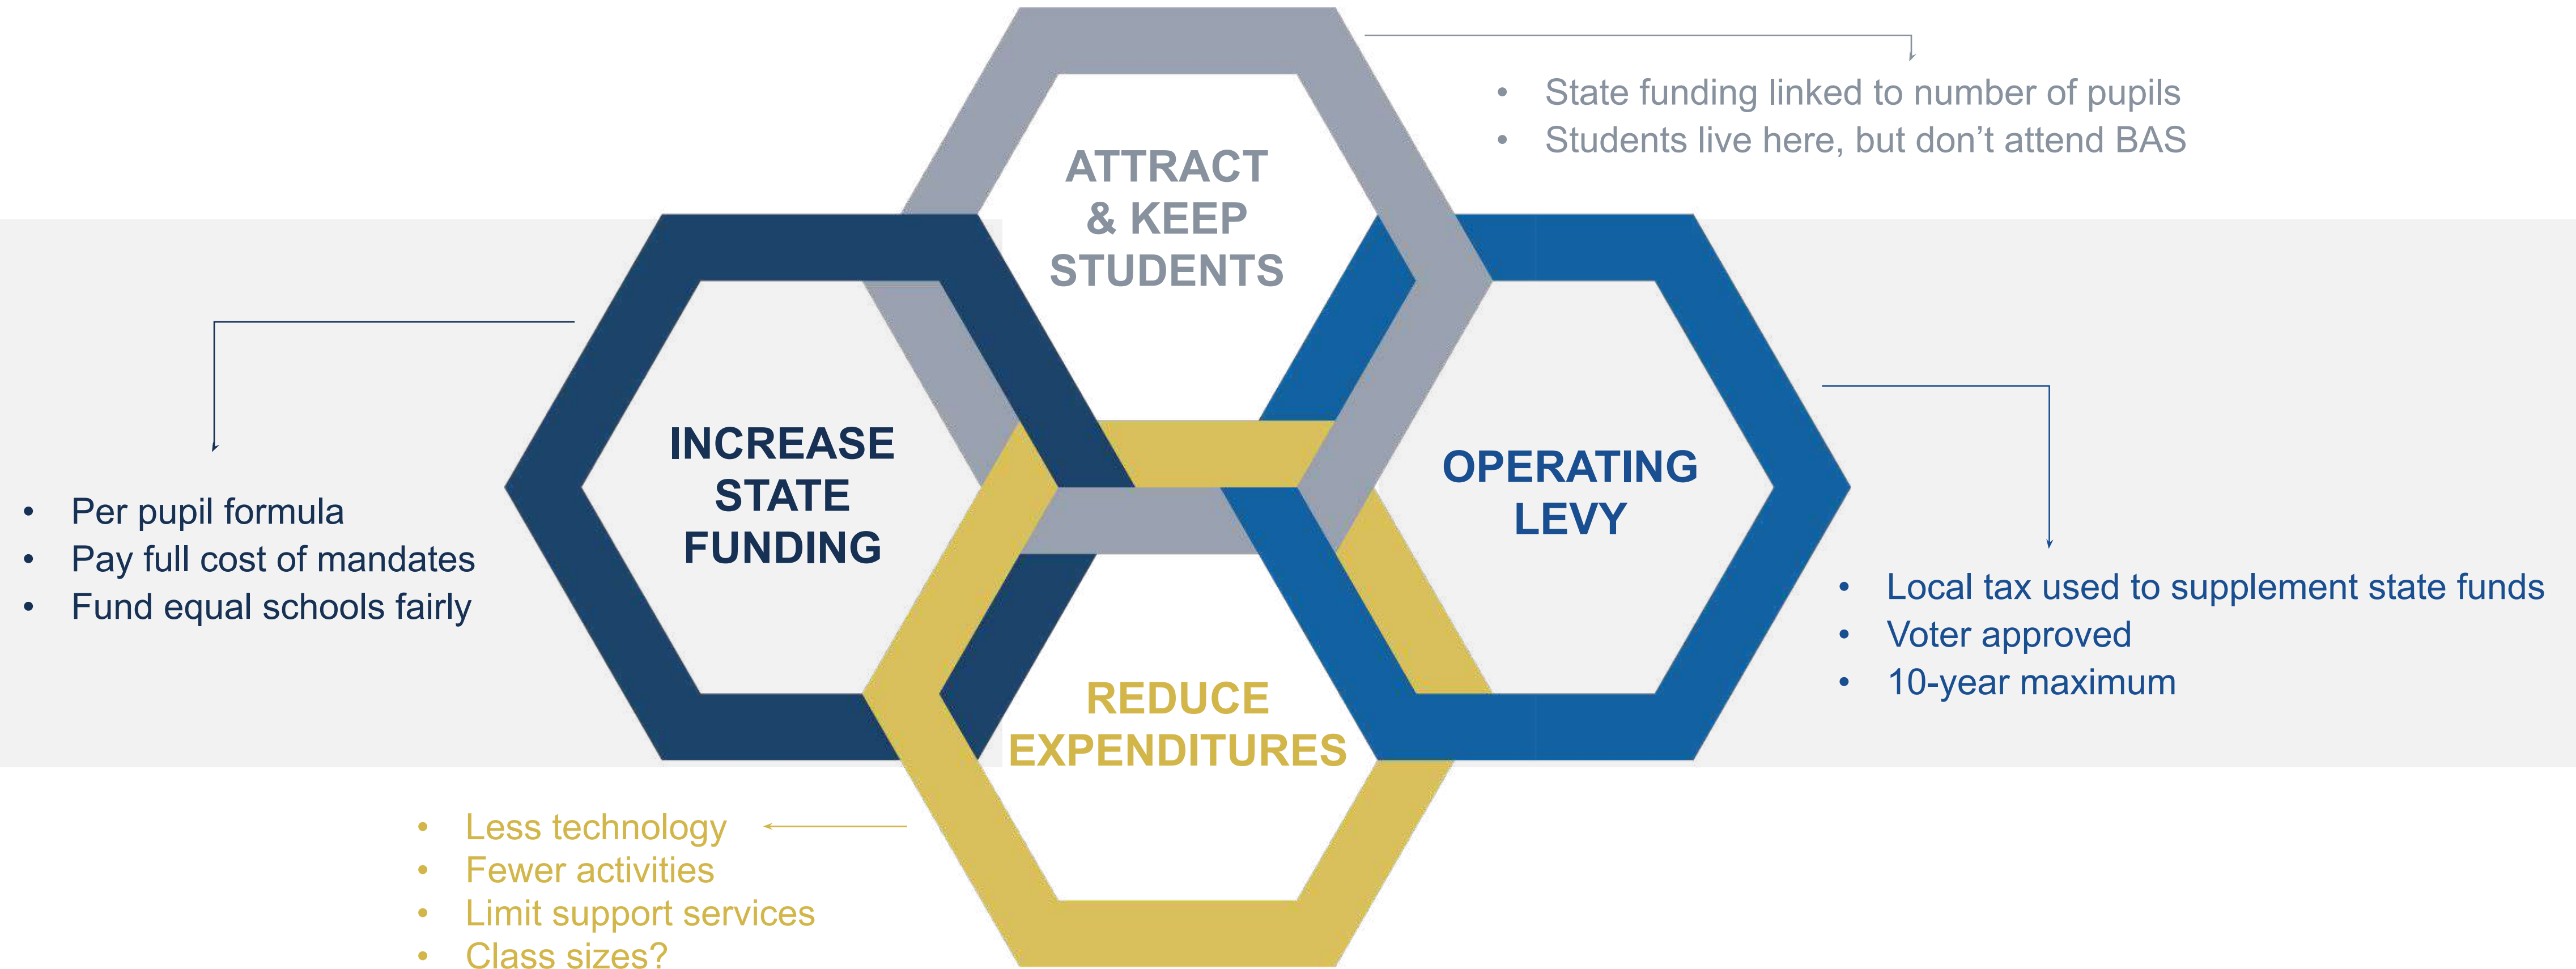 ATTRACT
& KEEP
STUDENTS
• State funding linked to number of pupils
• Students live here, but don’t attend BAS
INCREASE
STATE
FUNDING
• Per pupil formula
• Pay full cost of mandates
• Fund equal schools fairly
OPERATING
LEVY
• Local tax used to supplement state funds
• Voter approved
• 10-year maximum
REDUCE
EXPENDITURES
• Less technology
• Fewer activities
• Limit support services
• Class sizes?